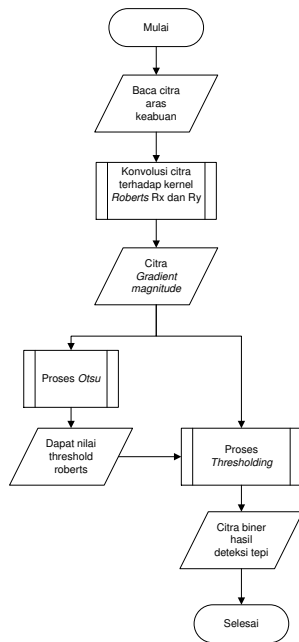 Mulai
Baca citra
aras
keabuan
Konvolusi citra
terhadap kernel
Roberts Rx dan Ry
Citra
Gradient
magnitude
Proses Otsu
Dapat nilai
threshold
roberts
Proses
Thresholding
Citra biner
hasil
deteksi tepi
Selesai